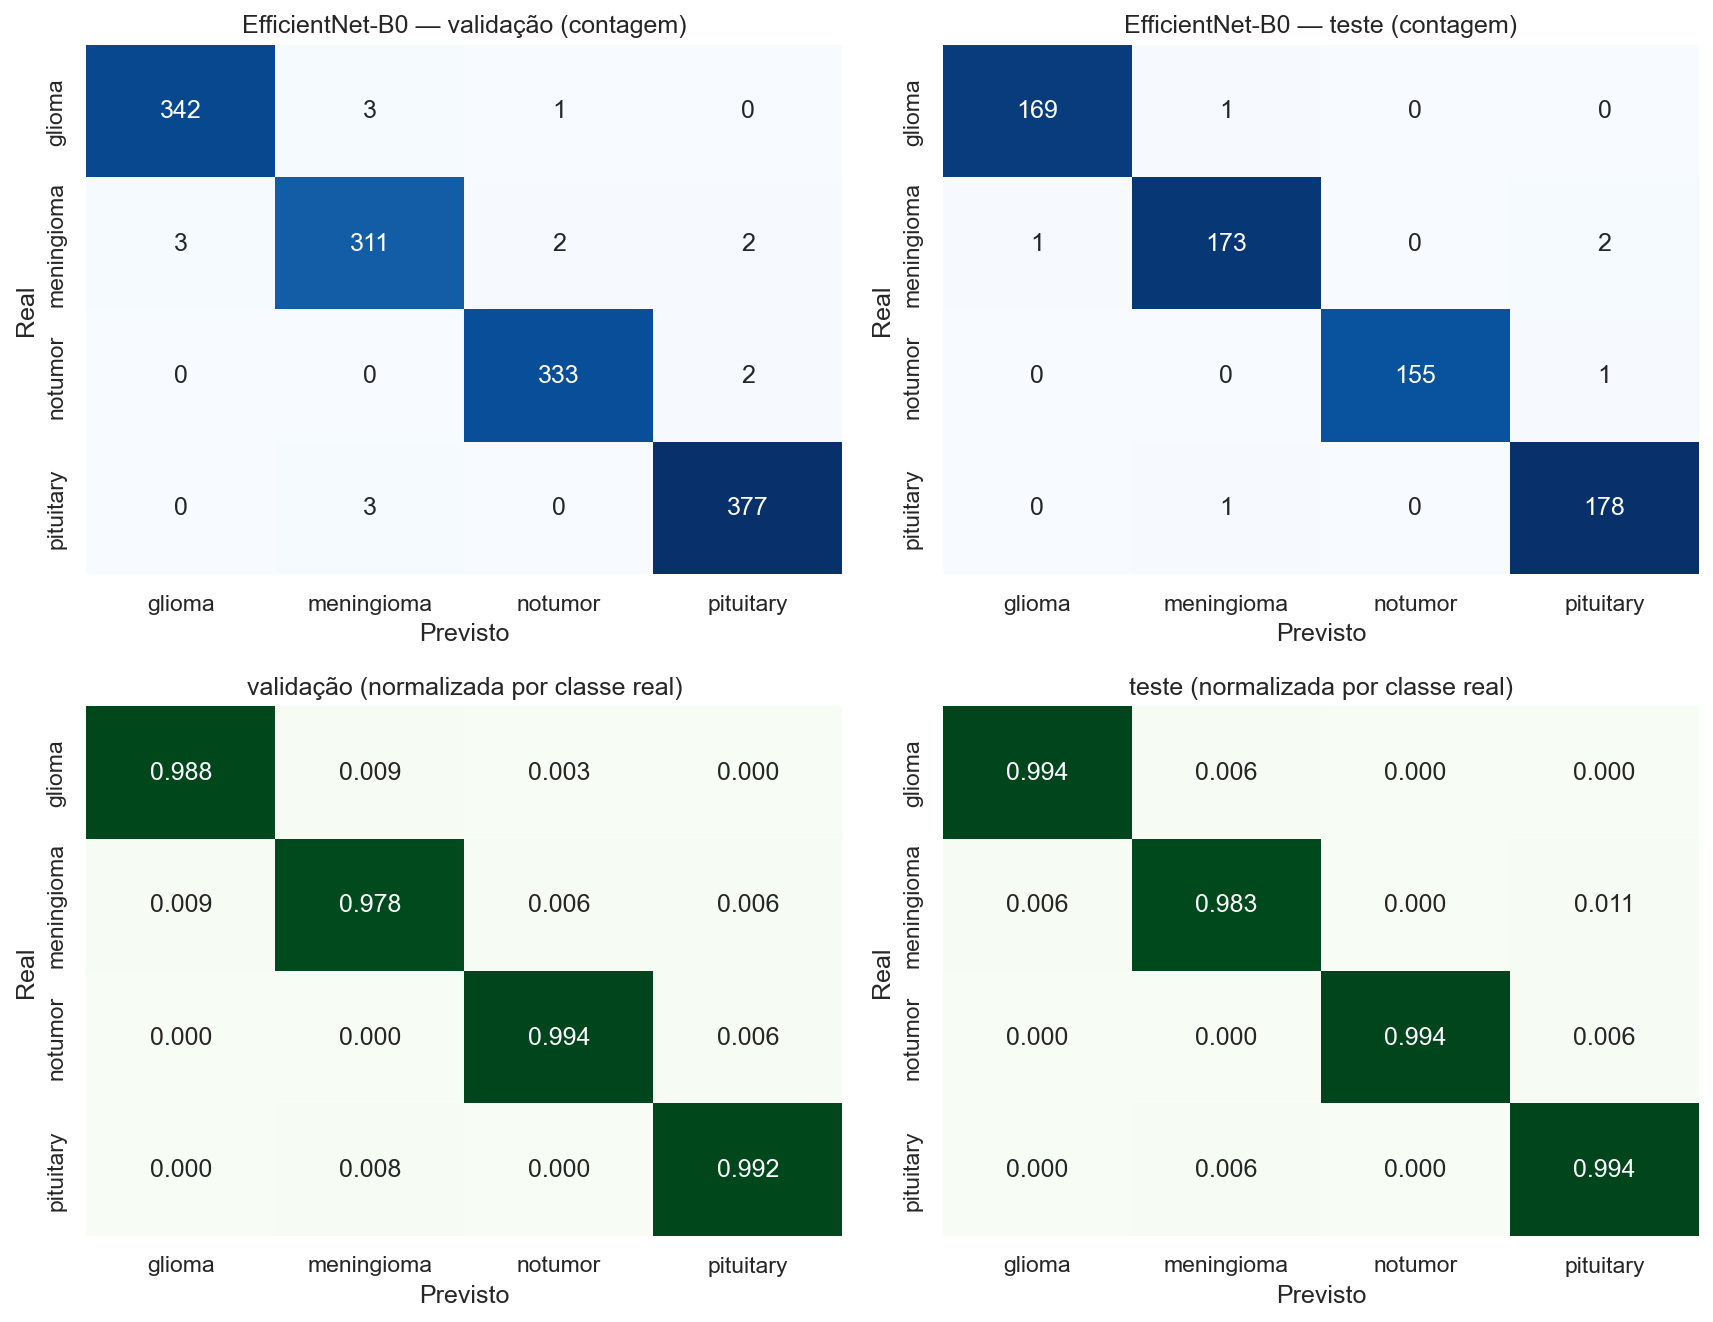 EfficientNet-B0 — validação (contagem)
Real
glioma 342 3 1 0
meningioma 3 311 2 2
notumor 0 0 333 2
pituitary 0 3 0 377
glioma meningioma notumor pituitary
Previsto
EfficientNet-B0 — teste (contagem)
Real
glioma 169 1 0 0
meningioma 1 173 0 2
notumor 0 0 155 1
pituitary 0 1 0 178
glioma meningioma notumor pituitary
Previsto
validação (normalizada por classe real)
Real
glioma 0.988 0.009 0.003 0.000
meningioma 0.009 0.978 0.006 0.006
notumor 0.000 0.000 0.994 0.006
pituitary 0.000 0.008 0.000 0.992
glioma meningioma notumor pituitary
Previsto
teste (normalizada por classe real)
Real
glioma 0.994 0.006 0.000 0.000
meningioma 0.006 0.983 0.000 0.011
notumor 0.000 0.000 0.994 0.006
pituitary 0.000 0.006 0.000 0.994
glioma meningioma notumor pituitary
Previsto